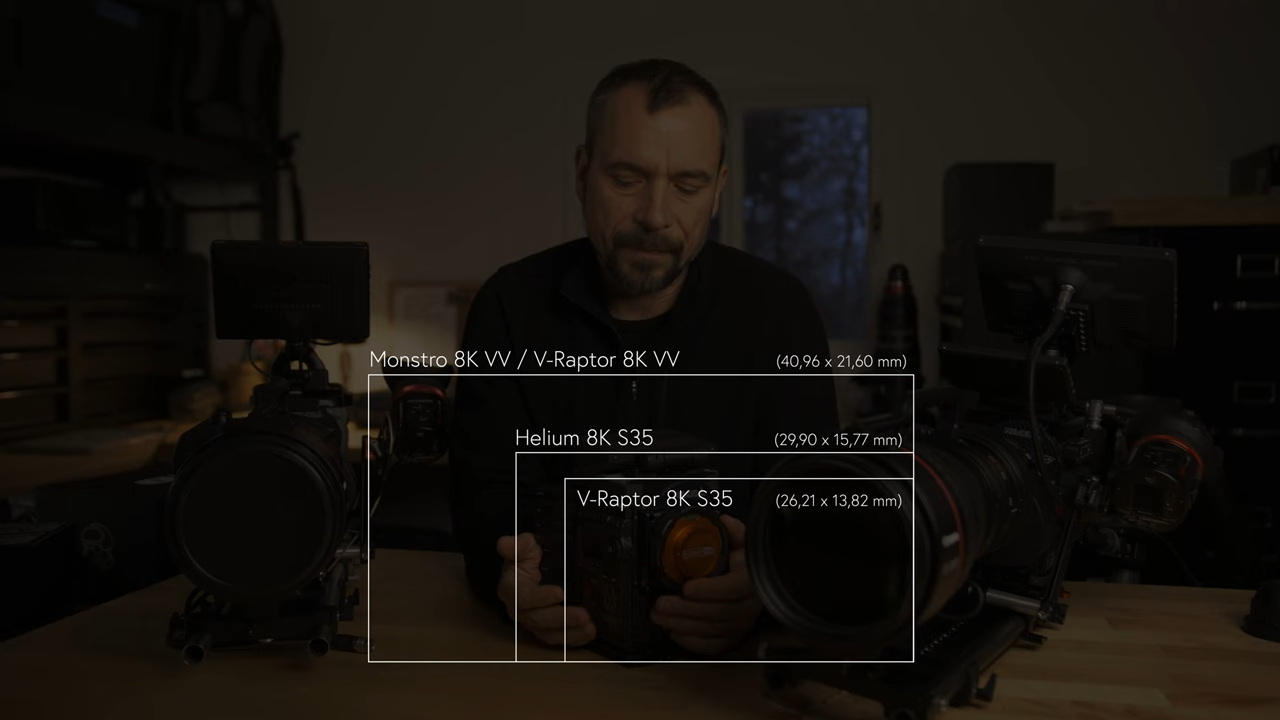 Monstro 8K VV / V-Raptor 8K VV (40,96 x 21,60 mm)
Helium 8K S35 (29,90 x 15,77 mm)
V-Raptor 8K S35 (26,21 x 13,82 mm)